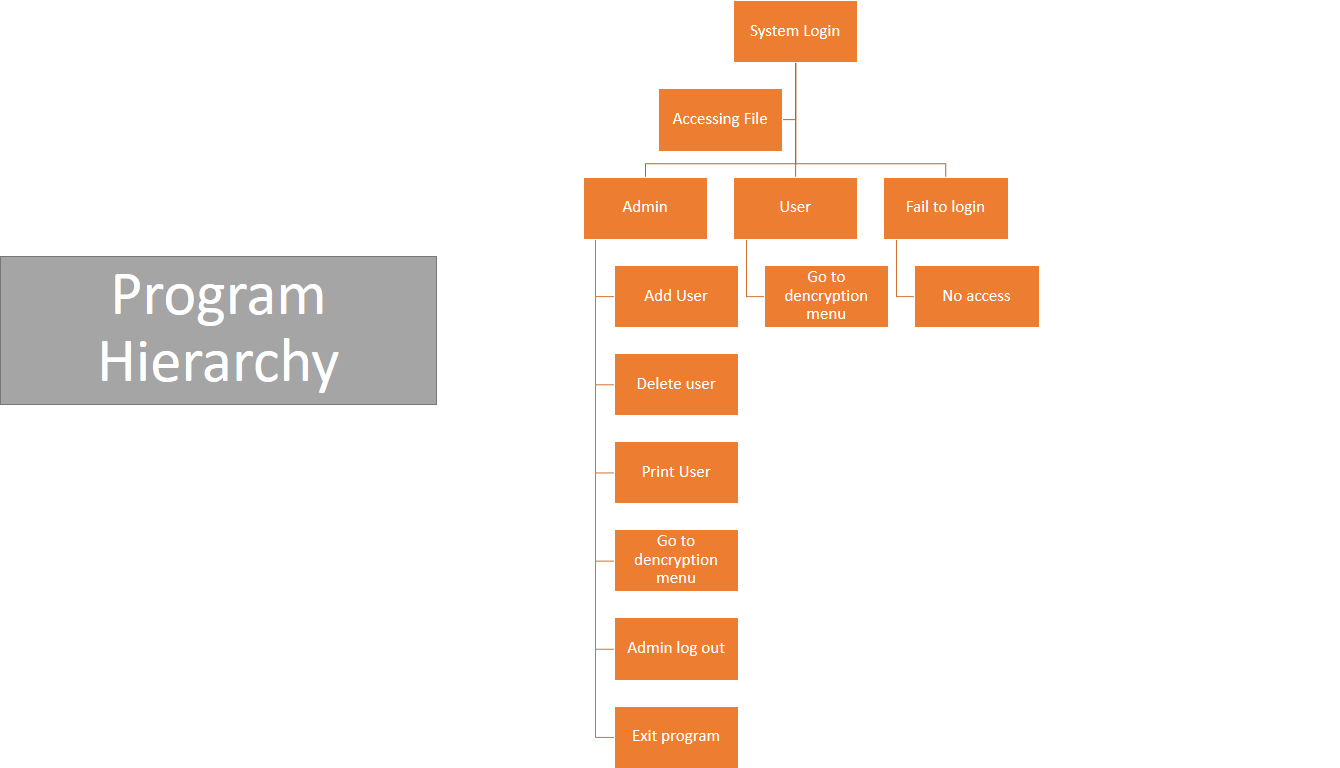 Program
Hierarchy
System Login
Accessing File
Admin
User
Fail to login
Add User
Go to
dencryption
menu
No access
Delete user
Print User
Go to
dencryption
menu
Admin log out
Exit program